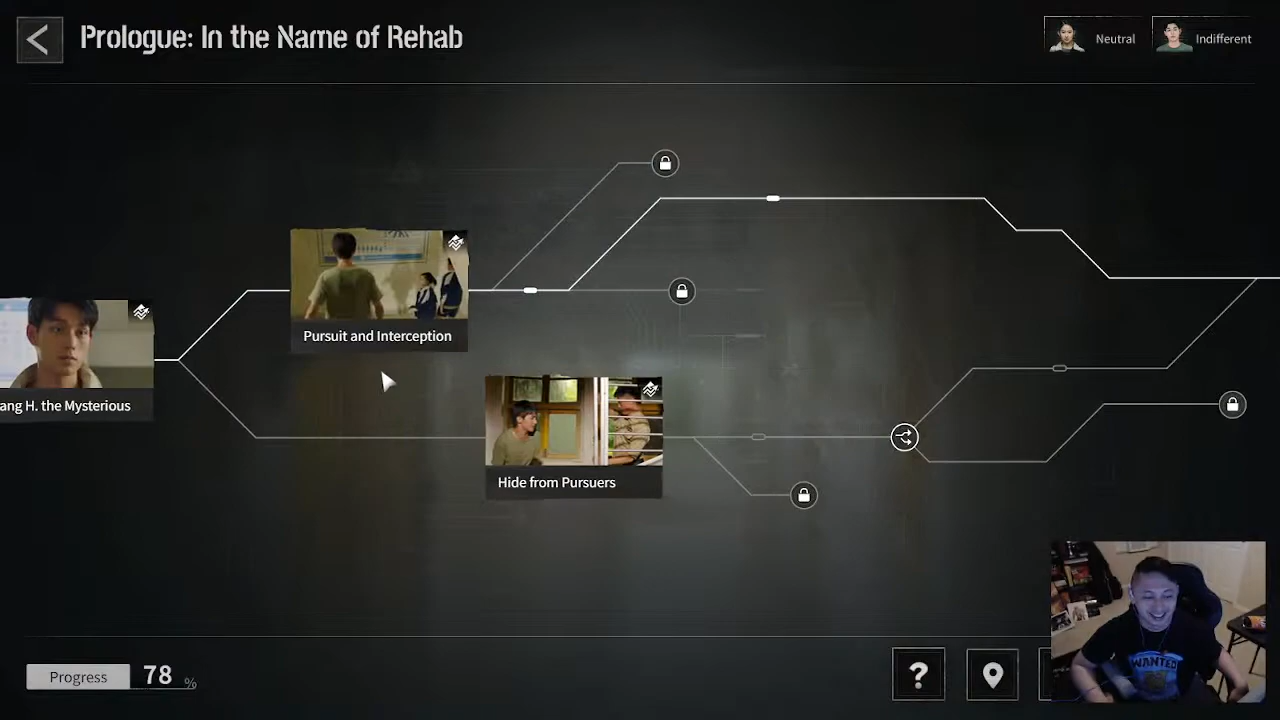 Prologue: In the Name of Rehab
Neutral
Indifferent
Pursuit and Interception
ang H. the Mysterious
Hide from Pursuers
WANTED
Progress
78 %
?